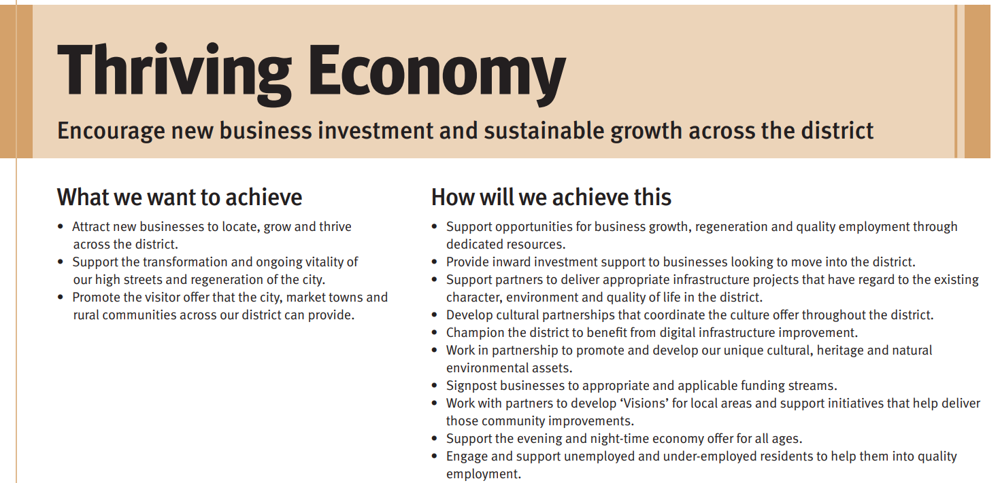 Thriving Economy
Encourage new business investment and sustainable growth across the district
What we want to achieve
• Attract new businesses to locate, grow and thrive
across the district.
• Support the transformation and ongoing vitality of
our high streets and regeneration of the city.
• Promote the visitor offer that the city, market towns and
rural communities across our district can provide.
How will we achieve this
• Support opportunities for business growth, regeneration and quality employment through
dedicated resources.
• Provide inward investment support to businesses looking to move into the district.
• Support partners to deliver appropriate infrastructure projects that have regard to the existing
character, environment and quality of life in the district.
• Develop cultural partnerships that coordinate the culture offer throughout the district.
• Champion the district to benefit from digital infrastructure improvement.
• Work in partnership to promote and develop our unique cultural, heritage and natural
environmental assets.
• Signpost businesses to appropriate and applicable funding streams.
• Work with partners to develop ‘Visions’ for local areas and support initiatives that help deliver
those community improvements.
• Support the evening and night-time economy offer for all ages.
• Engage and support unemployed and under-employed residents to help them into quality
employment.